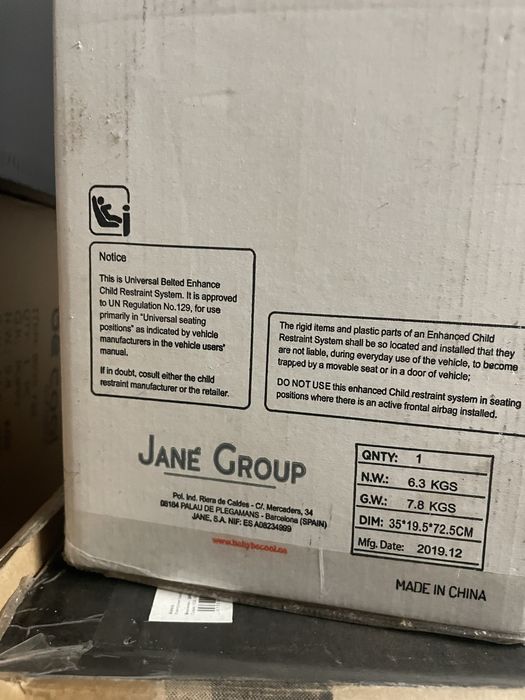 Notice
This is Universal Belted Enhance
Child Restraint System. It is approved
to UN Regulation No.129, for use
primarily in "Universal seating
positions" as indicated by vehicle
manufacturers in the vehicle users'
manual.
If in doubt, cosult either the child
restraint manufacturer or the retailer.
The rigid items and plastic parts of an Enhanced Child
Restraint System shall be so located and installed that they
are not liable, during everyday use of the vehicle, to become
trapped by a movable seat or in a door of vehicle;
DO NOT USE this enhanced Child restraint system in seating
positions where there is an active frontal airbag installed.
JANÉ GROUP
Pol. Ind. Riera de Caldes - C/. Mercaders, 34
08184 PALAU DE PLEGAMANS - Barcelona (SPAIN)
JANE, S.A. NIF: ES A08234999
www.babybecool.es
QNTY: 1
N.W.: 6.3 KGS
G.W.: 7.8 KGS
DIM: 35*19.5*72.5CM
Mfg. Date: 2019.12
MADE IN CHINA